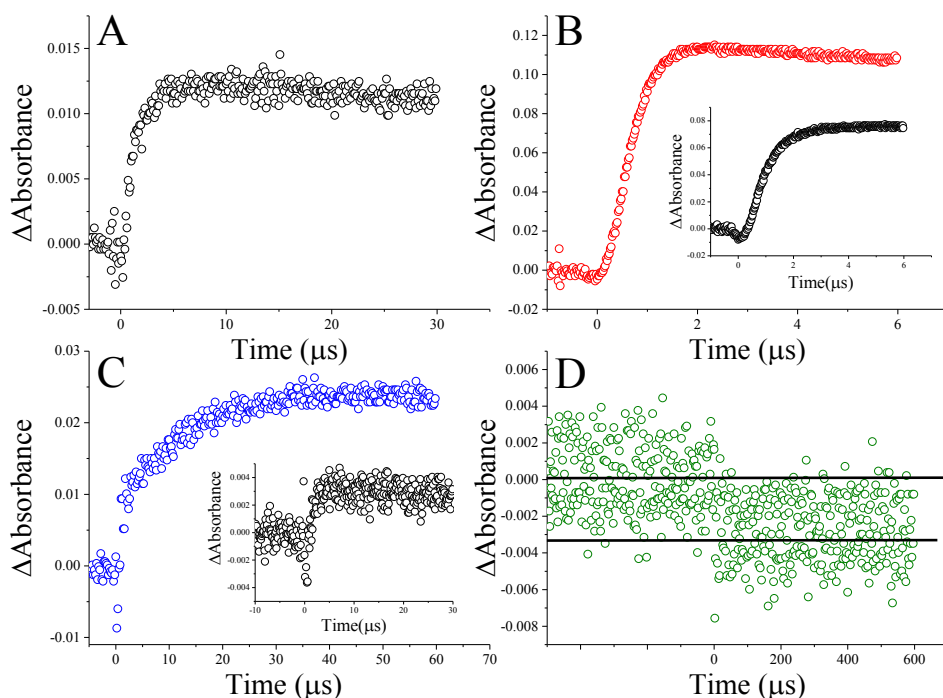 A
0.015
0.010
0.005
0.000
-0.005
ΔAbsorbance
0 10 20 30
Time (μs)
B
0.12
0.10
0.08
0.06
0.04
0.02
0.00
-0.02
ΔAbsorbance
0 2 4 6
Time (μs)
0.08
0.06
0.04
0.02
0.00
-0.02
ΔAbsorbance
0 2 4 6
Time(μs)
C
0.03
0.02
0.01
0.00
-0.01
ΔAbsorbance
0 10 20 30 40 50 60 70
Time (μs)
0.004
0.002
0.000
-0.002
-0.004
ΔAbsorbance
-10 0 10 20 30
Time(μs)
D
0.006
0.004
0.002
0.000
-0.002
-0.004
-0.006
-0.008
ΔAbsorbance
0 200 400 600
Time (μs)